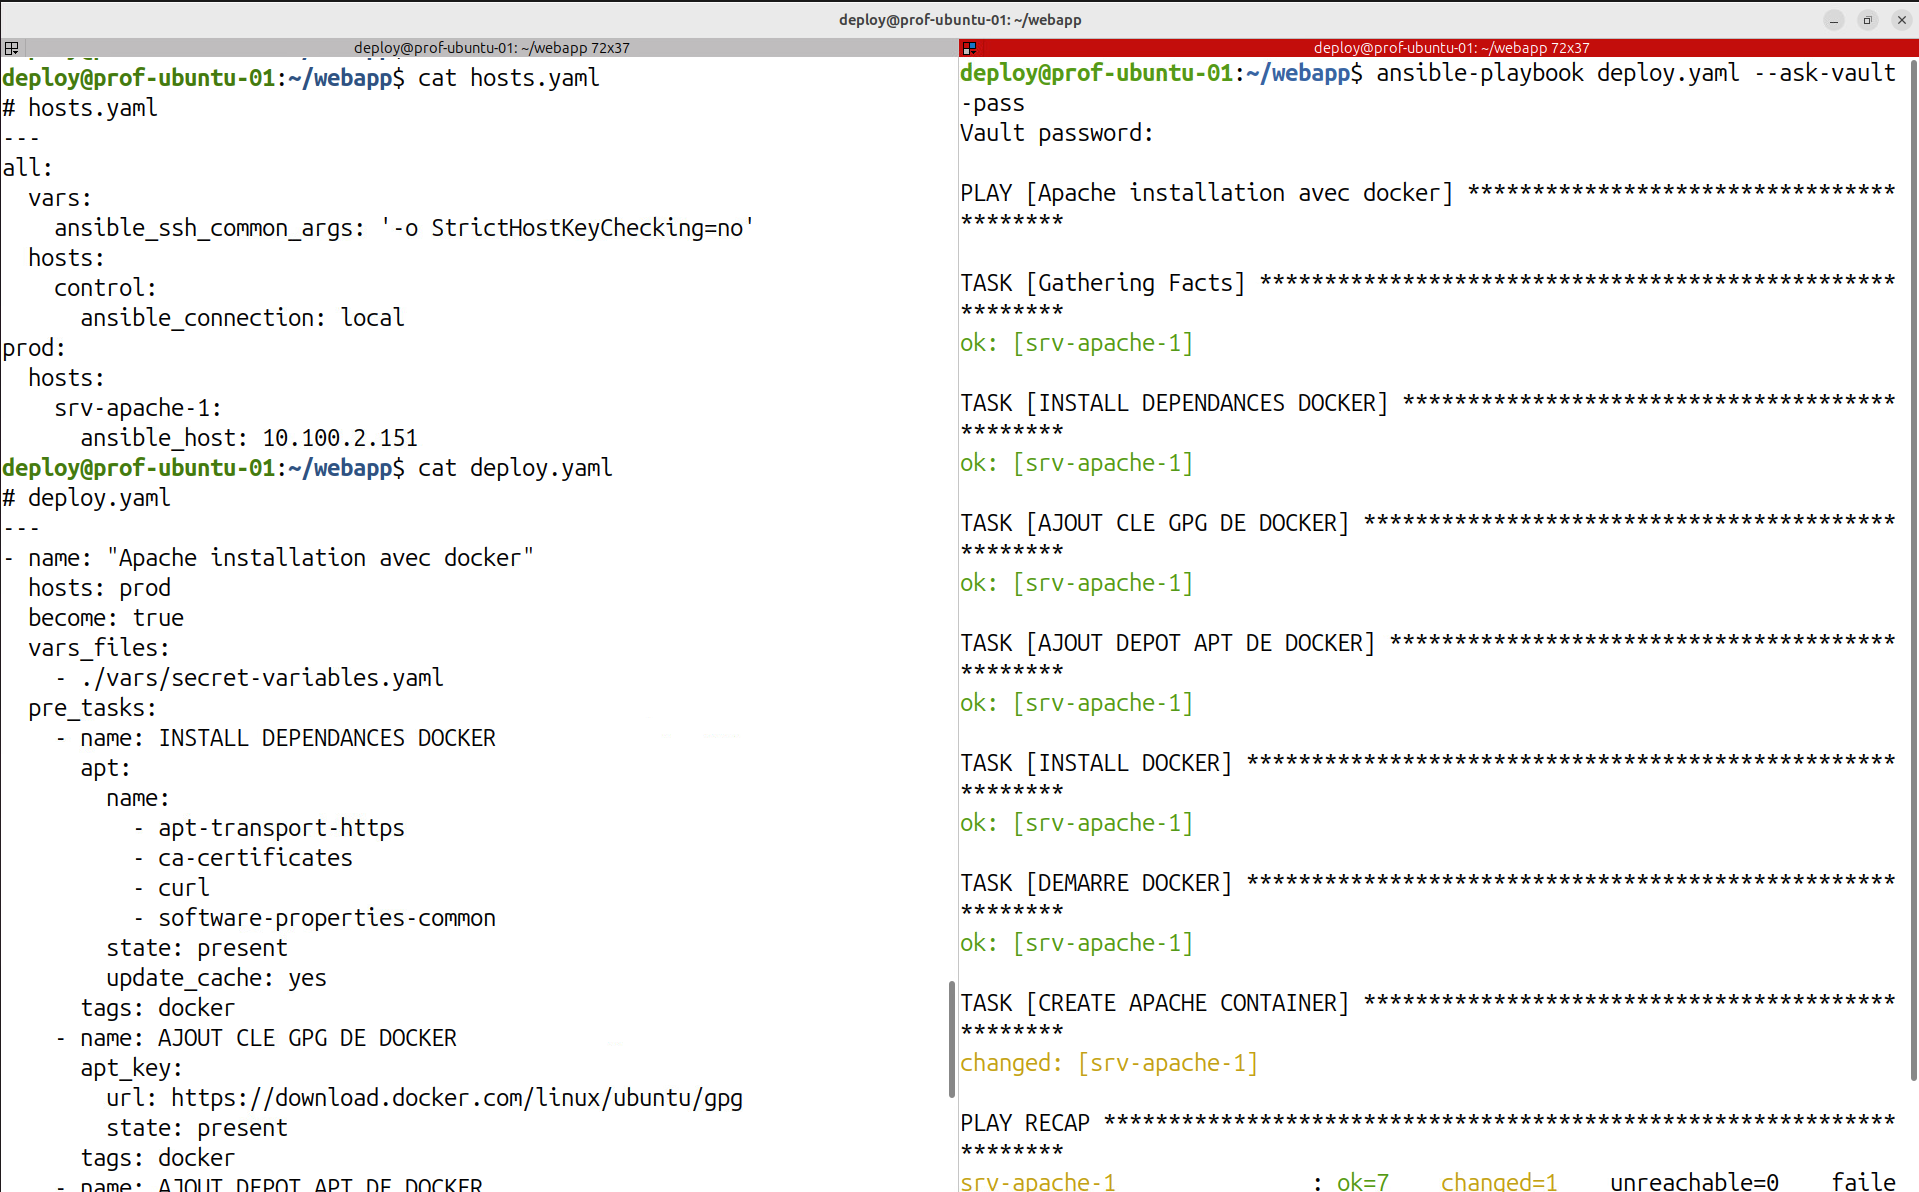 deploy@prof-ubuntu-01: ~/webapp
deploy@prof-ubuntu-01: ~/webapp 72x37
deploy@prof-ubuntu-01:~/webapp$ cat hosts.yaml
# hosts.yaml
---
all:
  vars:
    ansible_ssh_common_args: '-o StrictHostKeyChecking=no'
  hosts:
    control:
      ansible_connection: local
prod:
  hosts:
    srv-apache-1:
      ansible_host: 10.100.2.151
deploy@prof-ubuntu-01:~/webapp$ cat deploy.yaml
# deploy.yaml
---
- name: "Apache installation avec docker"
  hosts: prod
  become: true
  vars_files:
    - ./vars/secret-variables.yaml
  pre_tasks:
    - name: INSTALL DEPENDANCES DOCKER
      apt:
        name:
          - apt-transport-https
          - ca-certificates
          - curl
          - software-properties-common
        state: present
        update_cache: yes
      tags: docker
    - name: AJOUT CLE GPG DE DOCKER
      apt_key:
        url: https://download.docker.com/linux/ubuntu/gpg
        state: present
      tags: docker
    - name: AJOUT DEPOT APT DE DOCKER
deploy@prof-ubuntu-01: ~/webapp 72x37
deploy@prof-ubuntu-01:~/webapp$ ansible-playbook deploy.yaml --ask-vault
-pass
Vault password:
PLAY [Apache installation avec docker] *********************************
********
TASK [Gathering Facts] *************************************************
********
ok: [srv-apache-1]
TASK [INSTALL DEPENDANCES DOCKER] **************************************
********
ok: [srv-apache-1]
TASK [AJOUT CLE GPG DE DOCKER] *****************************************
********
ok: [srv-apache-1]
TASK [AJOUT DEPOT APT DE DOCKER] ***************************************
********
ok: [srv-apache-1]
TASK [INSTALL DOCKER] **************************************************
********
ok: [srv-apache-1]
TASK [DEMARRE DOCKER] **************************************************
********
ok: [srv-apache-1]
TASK [CREATE APACHE CONTAINER] *****************************************
********
changed: [srv-apache-1]
PLAY RECAP *************************************************************
********
srv-apache-1               : ok=7    changed=1    unreachable=0    faile